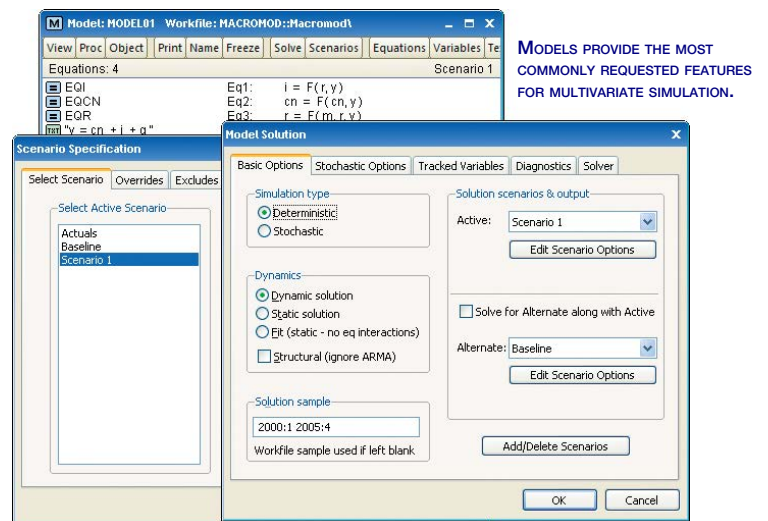 Model: MODEL01 Workfile: MACROMOD::Macromod\
View Proc Object Print Name Freeze Solve Scenarios Equations Variables
Equations: 4 Scenario 1
EQI Eq1: i = F(r,y)
EQCN Eq2: cn = F(cn,y)
EQR Eq3: r = F(m,r,y)
TXT "y = cn + i + g"
MODELS PROVIDE THE MOST
COMMONLY REQUESTED FEATURES
FOR MULTIVARIATE SIMULATION.
Scenario Specification
Select Scenario Overrides Excludes
Select Active Scenario
Actuals
Baseline
Scenario 1
Model Solution
Basic Options Stochastic Options Tracked Variables Diagnostics Solver
Simulation type
Deterministic
Stochastic
Dynamics
Dynamic solution
Static solution
Fit (static - no eq interactions)
Structural (ignore ARMA)
Solution sample
2000:1 2005:4
Workfile sample used if left blank
Solution scenarios & output
Active: Scenario 1
Edit Scenario Options
Solve for Alternate along with Active
Alternate: Baseline
Edit Scenario Options
Add/Delete Scenarios
OK Cancel